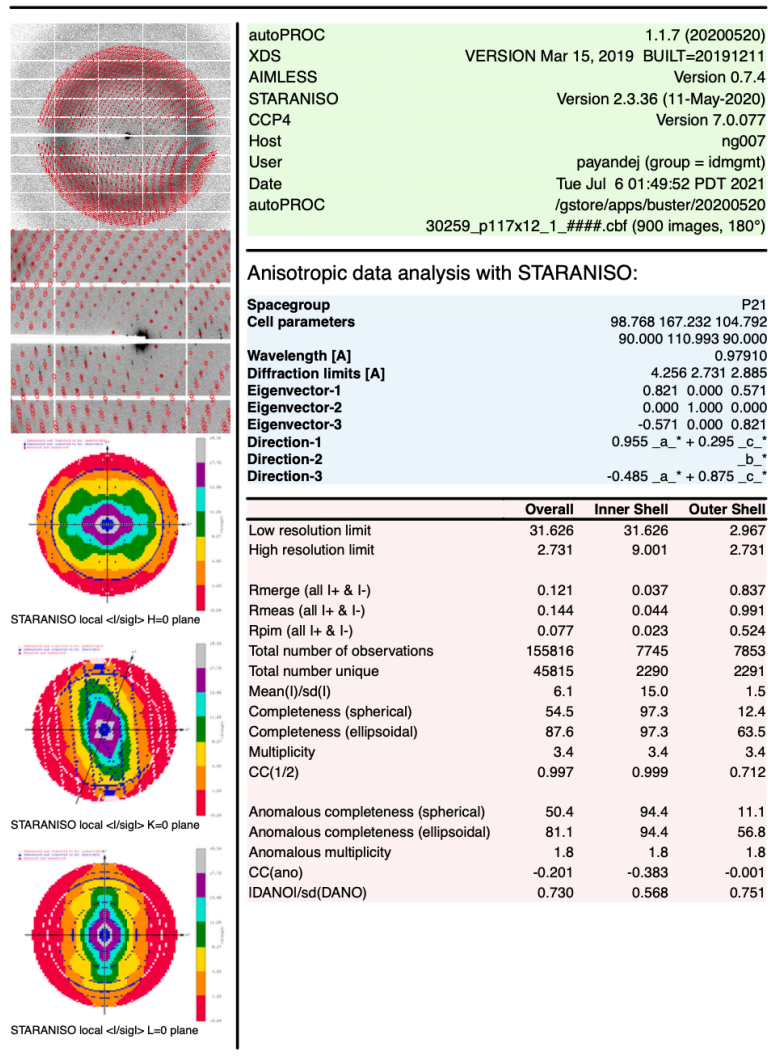 autoPROC 1.1.7 (20200520)
XDS VERSION Mar 15, 2019 BUILT=20191211
AIMLESS Version 0.7.4
STARANISO Version 2.3.36 (11-May-2020)
CCP4 Version 7.0.077
Host ng007
User payandej (group = idmgmt)
Date Tue Jul 6 01:49:52 PDT 2021
autoPROC /gstore/apps/buster/20200520
30259_p117x12_1_####.cbf (900 images, 180°)
Anisotropic data analysis with STARANISO:
Spacegroup P21
Cell parameters 98.768 167.232 104.792
90.000 110.993 90.000
Wavelength [A] 0.97910
Diffraction limits [A] 4.256 2.731 2.885
Eigenvector-1 0.821 0.000 0.571
Eigenvector-2 0.000 1.000 0.000
Eigenvector-3 -0.571 0.000 0.821
Direction-1 0.955 _a_* + 0.295 _c_*
Direction-2 _b_*
Direction-3 -0.485 _a_* + 0.875 _c_*
Overall Inner Shell Outer Shell
Low resolution limit 31.626 31.626 2.967
High resolution limit 2.731 9.001 2.731
Rmerge (all I+ & I-) 0.121 0.037 0.837
Rmeas (all I+ & I-) 0.144 0.044 0.991
Rpim (all I+ & I-) 0.077 0.023 0.524
Total number of observations 155816 7745 7853
Total number unique 45815 2290 2291
Mean(I)/sd(I) 6.1 15.0 1.5
Completeness (spherical) 54.5 97.3 12.4
Completeness (ellipsoidal) 87.6 97.3 63.5
Multiplicity 3.4 3.4 3.4
CC(1/2) 0.997 0.999 0.712
Anomalous completeness (spherical) 50.4 94.4 11.1
Anomalous completeness (ellipsoidal) 81.1 94.4 56.8
Anomalous multiplicity 1.8 1.8 1.8
CC(ano) -0.201 -0.383 -0.001
IDANOI/sd(DANO) 0.730 0.568 0.751
STARANISO local <I/sigI> H=0 plane
STARANISO local <I/sigI> K=0 plane
STARANISO local <I/sigI> L=0 plane